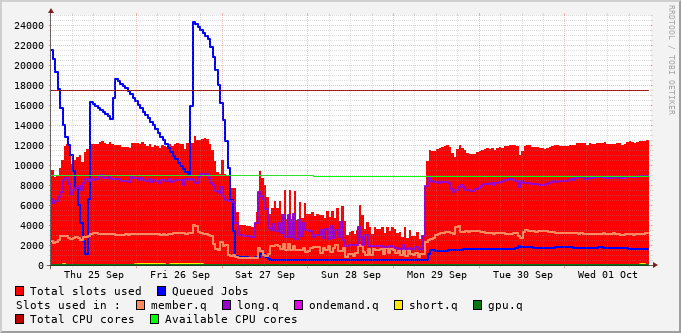 RRDTOOL / TOBI OETIKER
24000
22000
20000
18000
16000
14000
12000
10000
8000
6000
4000
2000
0
Thu 25 Sep Fri 26 Sep Sat 27 Sep Sun 28 Sep Mon 29 Sep Tue 30 Sep Wed 01 Oct
Total slots used Queued Jobs
Slots used in : member.q long.q ondemand.q short.q gpu.q
Total CPU cores Available CPU cores